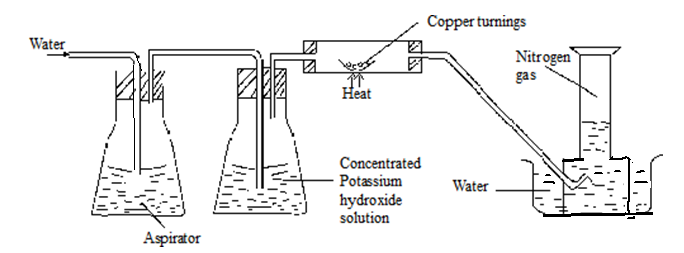 Copper turnings
Water
Nitrogen
gas
Heat
Concentrated
Potassium
hydroxide
solution
Water
Aspirator